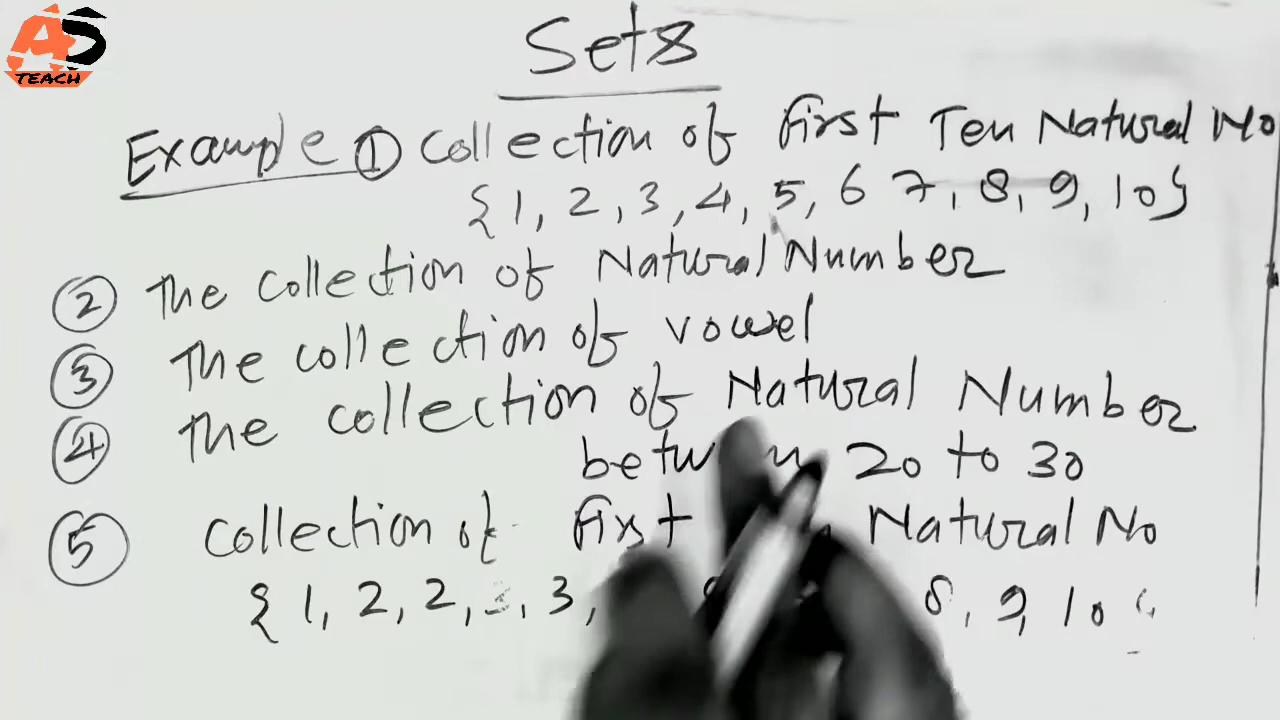 AS
TEACH
Sets
Example ① Collection of First Ten Natural No
{1, 2, 3, 4, 5, 6 7, 8, 9, 10}
② The collection of Natural Number
③ The collection of vowel
④ The collection of Natural Number
20 to 30
⑤ Collection of First Natural No
{ 1, 2, 2, 3, 8, 9, 10